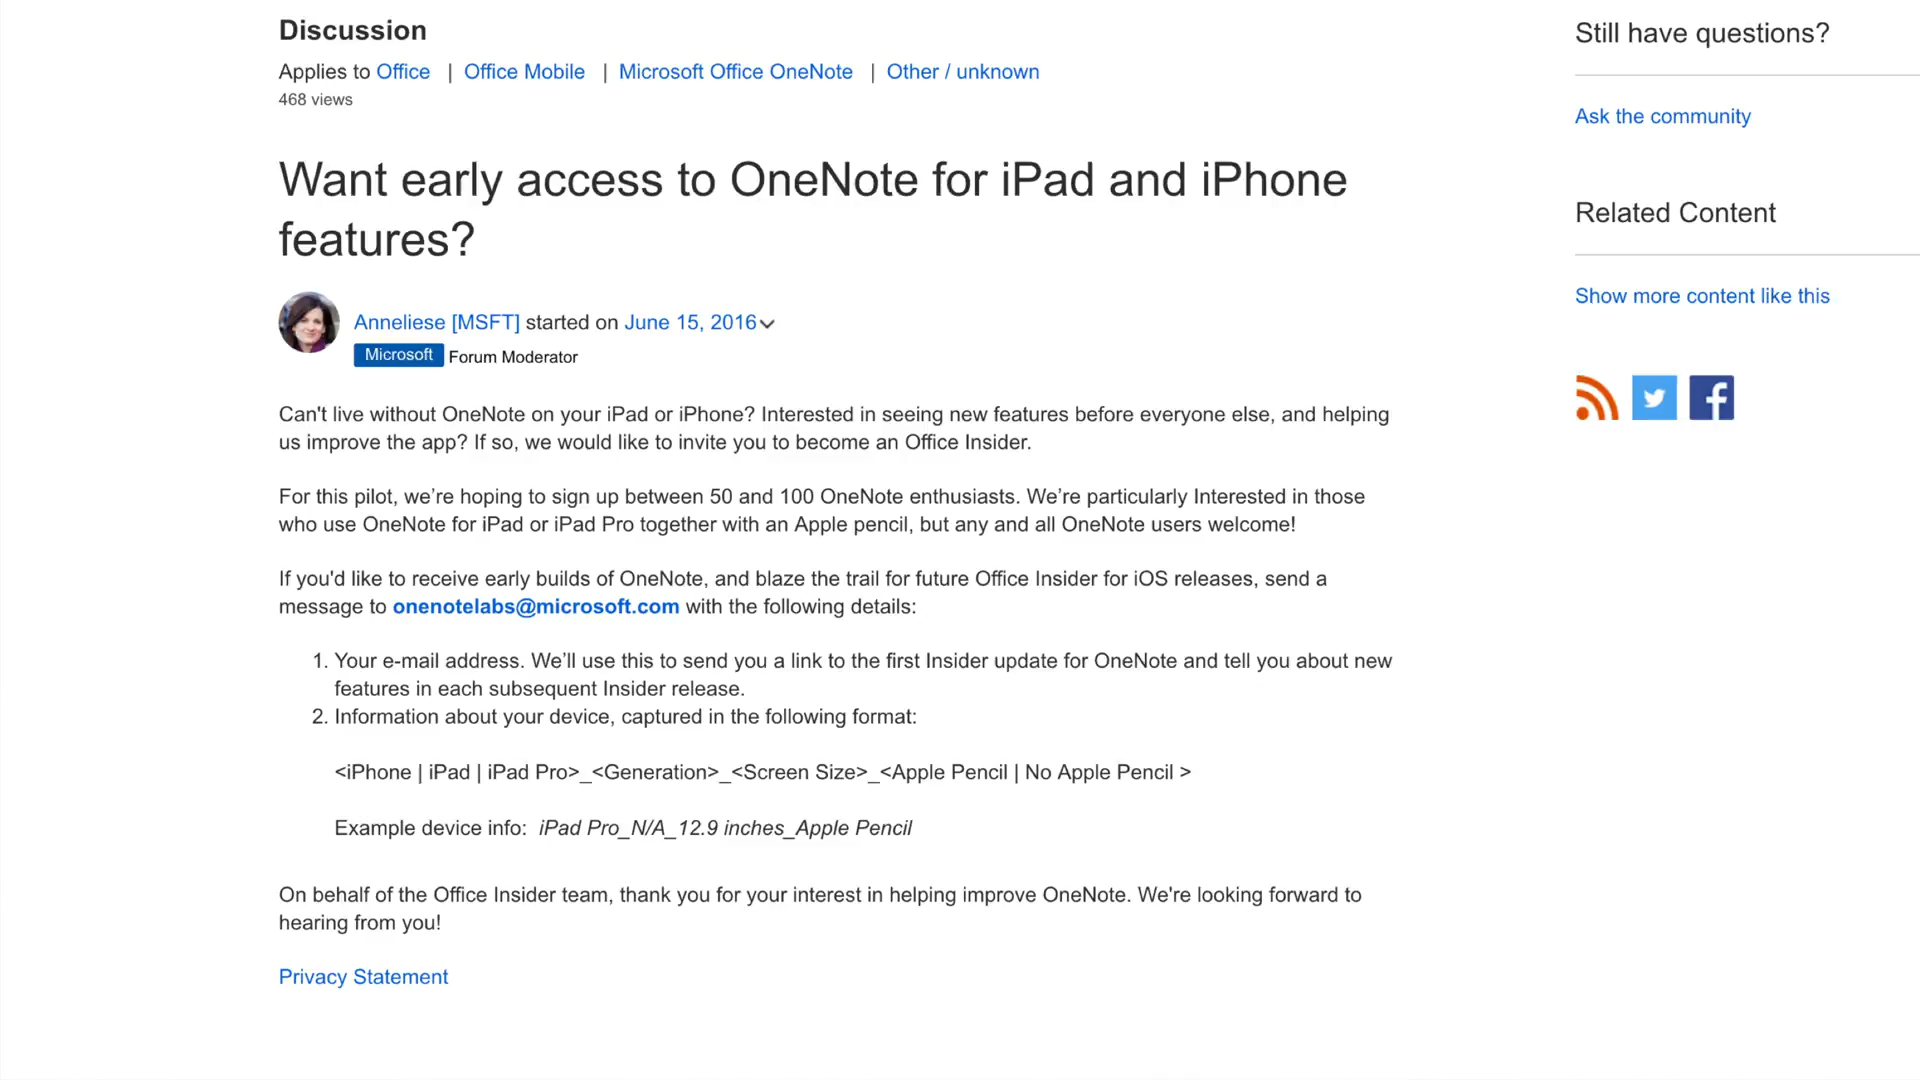 Discussion
Applies to Office | Office Mobile | Microsoft Office OneNote | Other / unknown
468 views
Want early access to OneNote for iPad and iPhone
features?
Anneliese [MSFT] started on June 15, 2016
Microsoft Forum Moderator
Can't live without OneNote on your iPad or iPhone? Interested in seeing new features before everyone else, and helping
us improve the app? If so, we would like to invite you to become an Office Insider.
For this pilot, we’re hoping to sign up between 50 and 100 OneNote enthusiasts. We’re particularly Interested in those
who use OneNote for iPad or iPad Pro together with an Apple pencil, but any and all OneNote users welcome!
If you'd like to receive early builds of OneNote, and blaze the trail for future Office Insider for iOS releases, send a
message to onenotelabs@microsoft.com with the following details:
1. Your e-mail address. We’ll use this to send you a link to the first Insider update for OneNote and tell you about new
features in each subsequent Insider release.
2. Information about your device, captured in the following format:
<iPhone | iPad | iPad Pro>_<Generation>_<Screen Size>_<Apple Pencil | No Apple Pencil >
Example device info: iPad Pro_N/A_12.9 inches_Apple Pencil
On behalf of the Office Insider team, thank you for your interest in helping improve OneNote. We're looking forward to
hearing from you!
Privacy Statement
Still have questions?
Ask the community
Related Content
Show more content like this